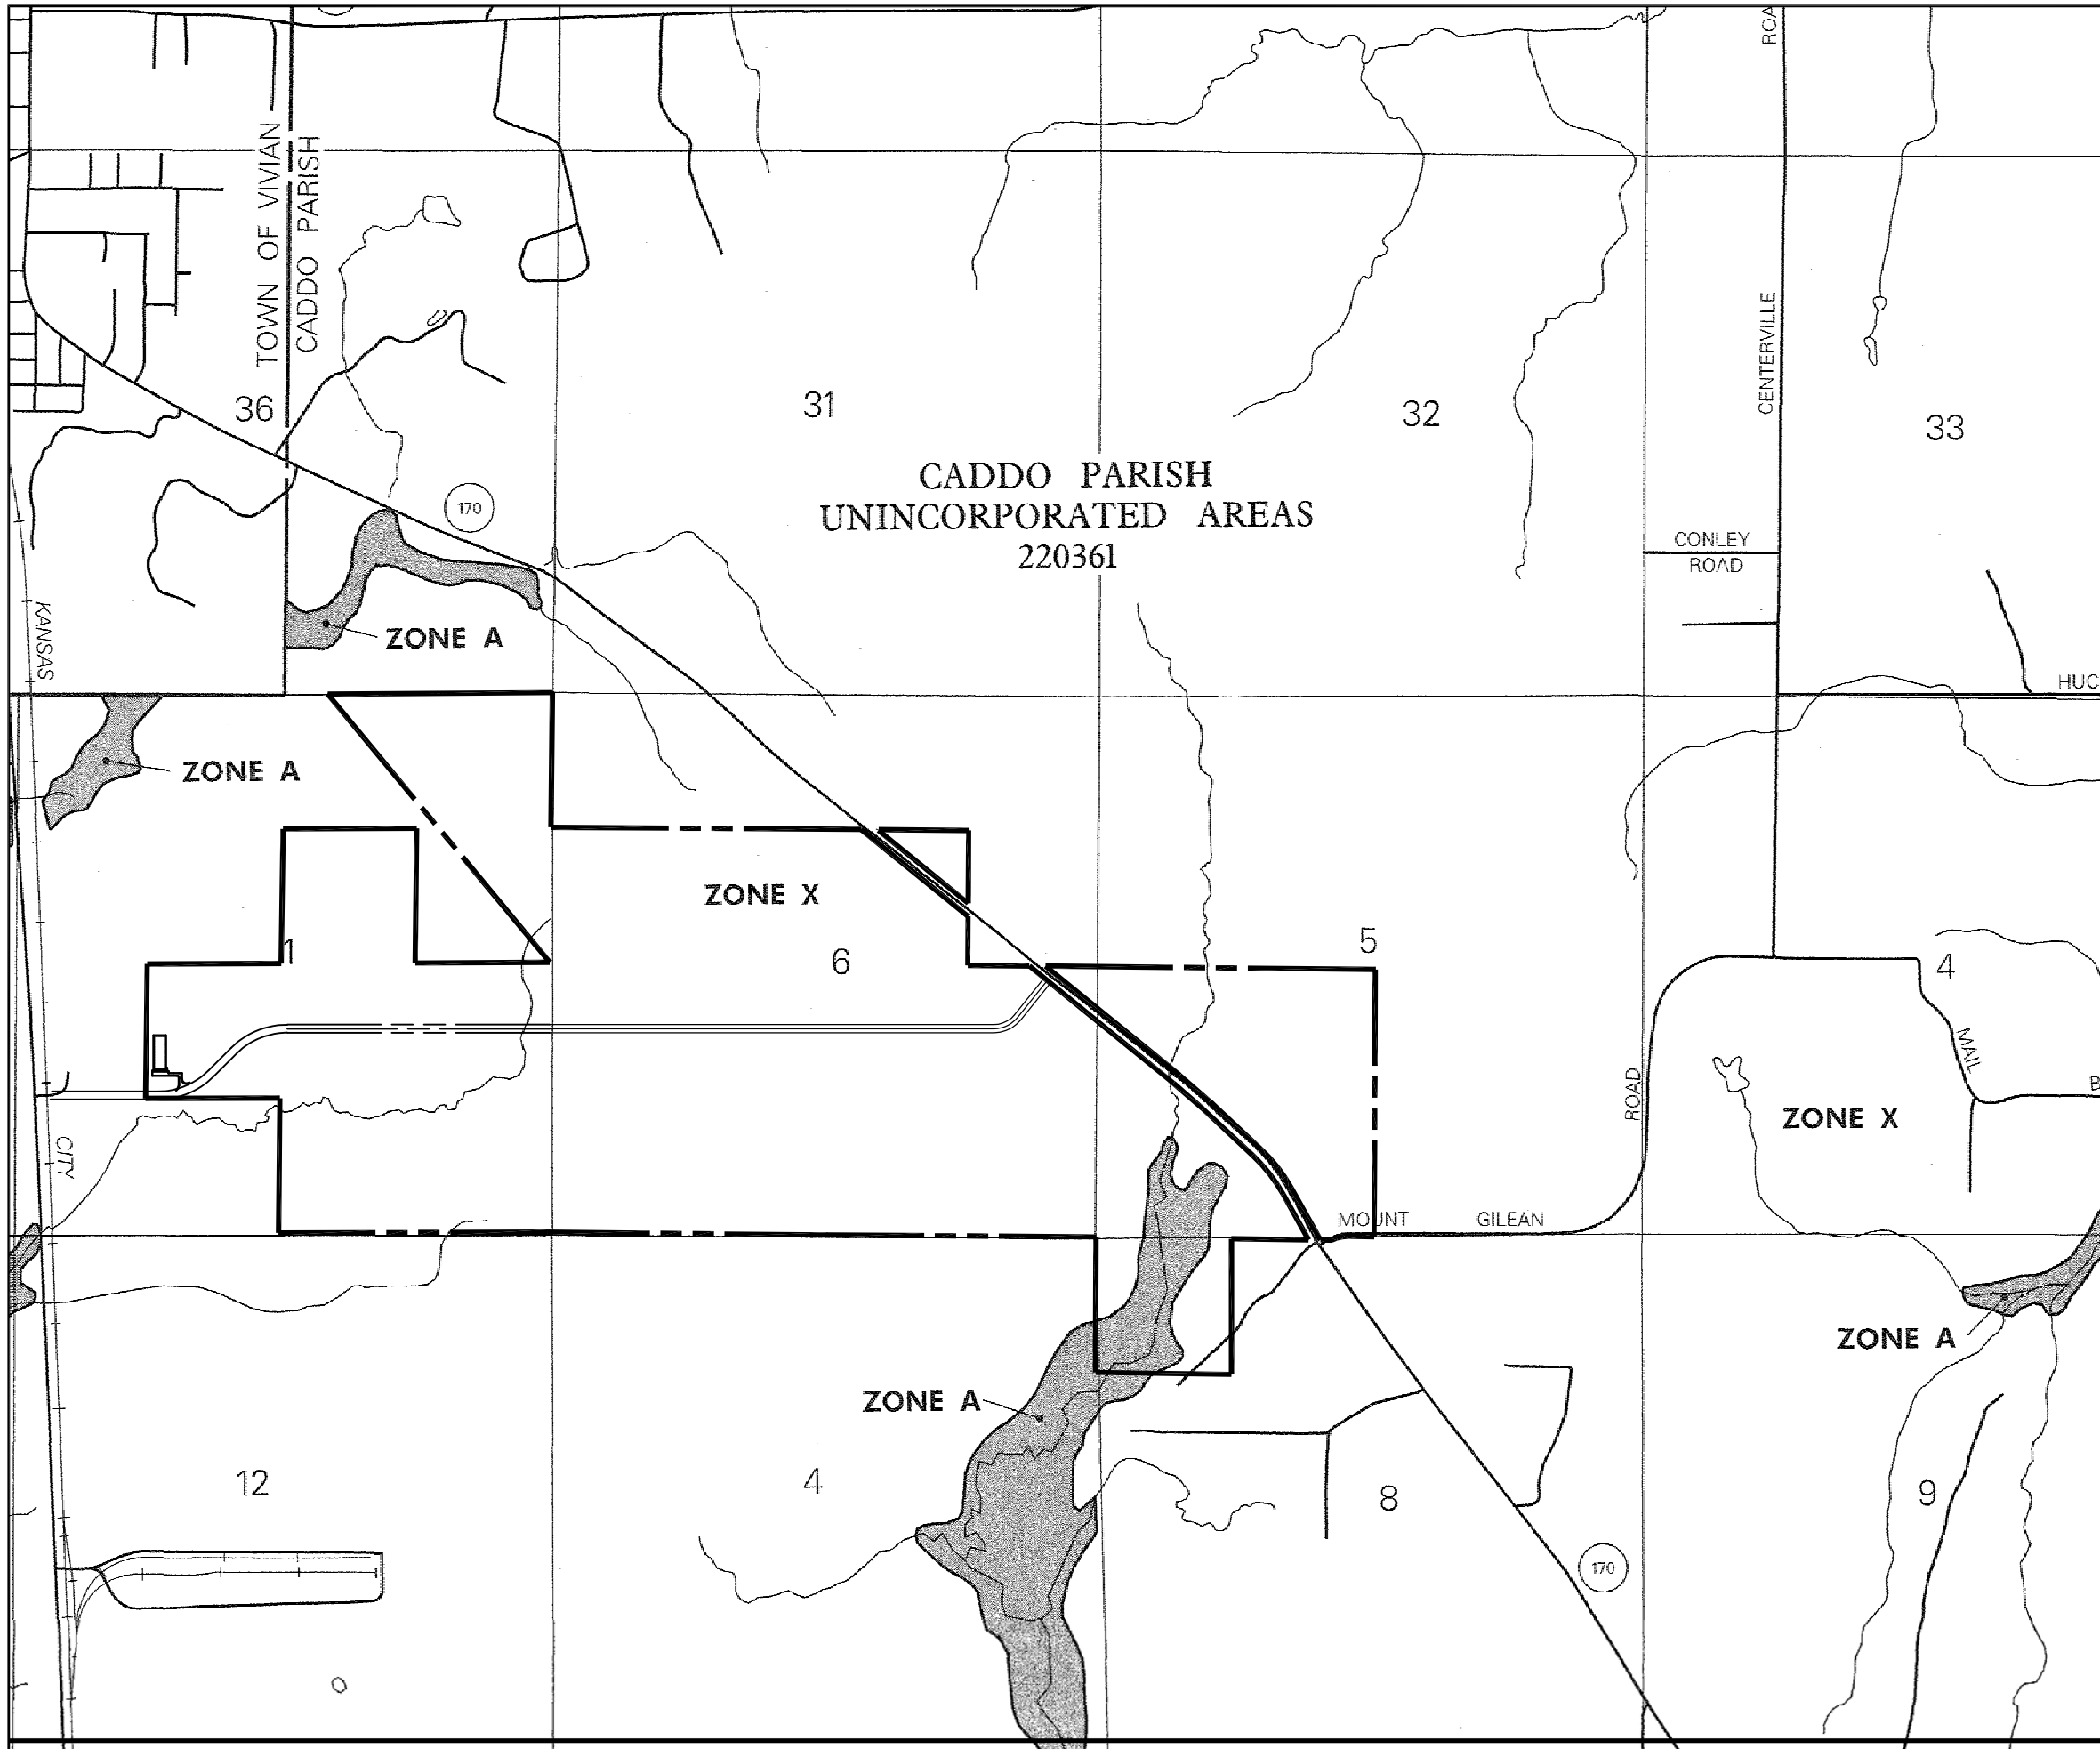 ROA
TOWN OF VIVIAN
CADDO PARISH
CENTERVILLE
36
31
32
33
CADDO PARISH
UNINCORPORATED AREAS
220361
170
CONLEY
ROAD
KANSAS
ZONE A
HUC
ZONE A
ZONE X
1
6
5
4
MAIL
B
ROAD
ZONE X
CITY
MOUNT GILEAN
ZONE A
ZONE A
12
4
8
9
170